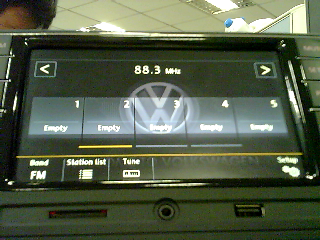 < 88.3 MHz >
1 2 3 4 5
Empty Empty Empty Empty Empty
VOLKSWAGEN
Band Station list Tune Setup
FM